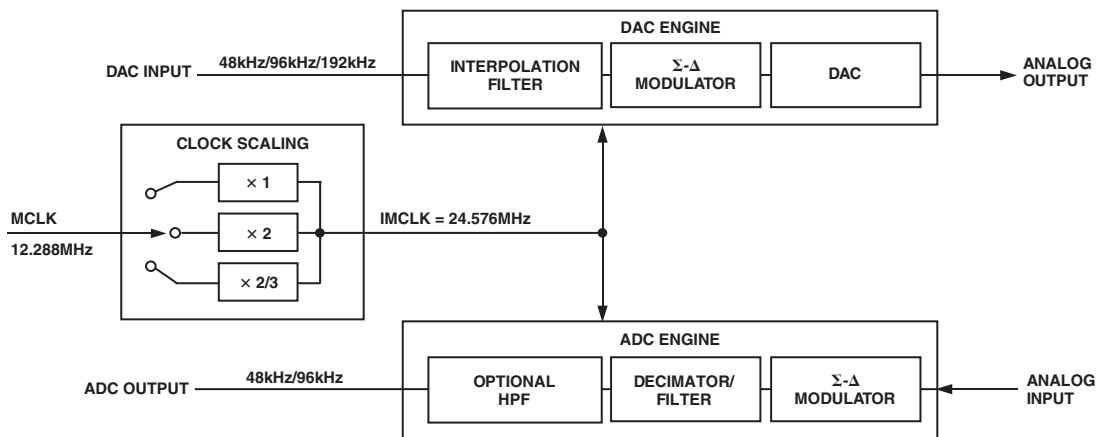 DAC ENGINE
DAC INPUT
48kHz/96kHz/192kHz
INTERPOLATION
FILTER
Σ-Δ
MODULATOR
DAC
ANALOG
OUTPUT
CLOCK SCALING
× 1
MCLK
12.288MHz
× 2
IMCLK = 24.576MHz
× 2/3
ADC ENGINE
ADC OUTPUT
48kHz/96kHz
OPTIONAL
HPF
DECIMATOR/
FILTER
Σ-Δ
MODULATOR
ANALOG
INPUT